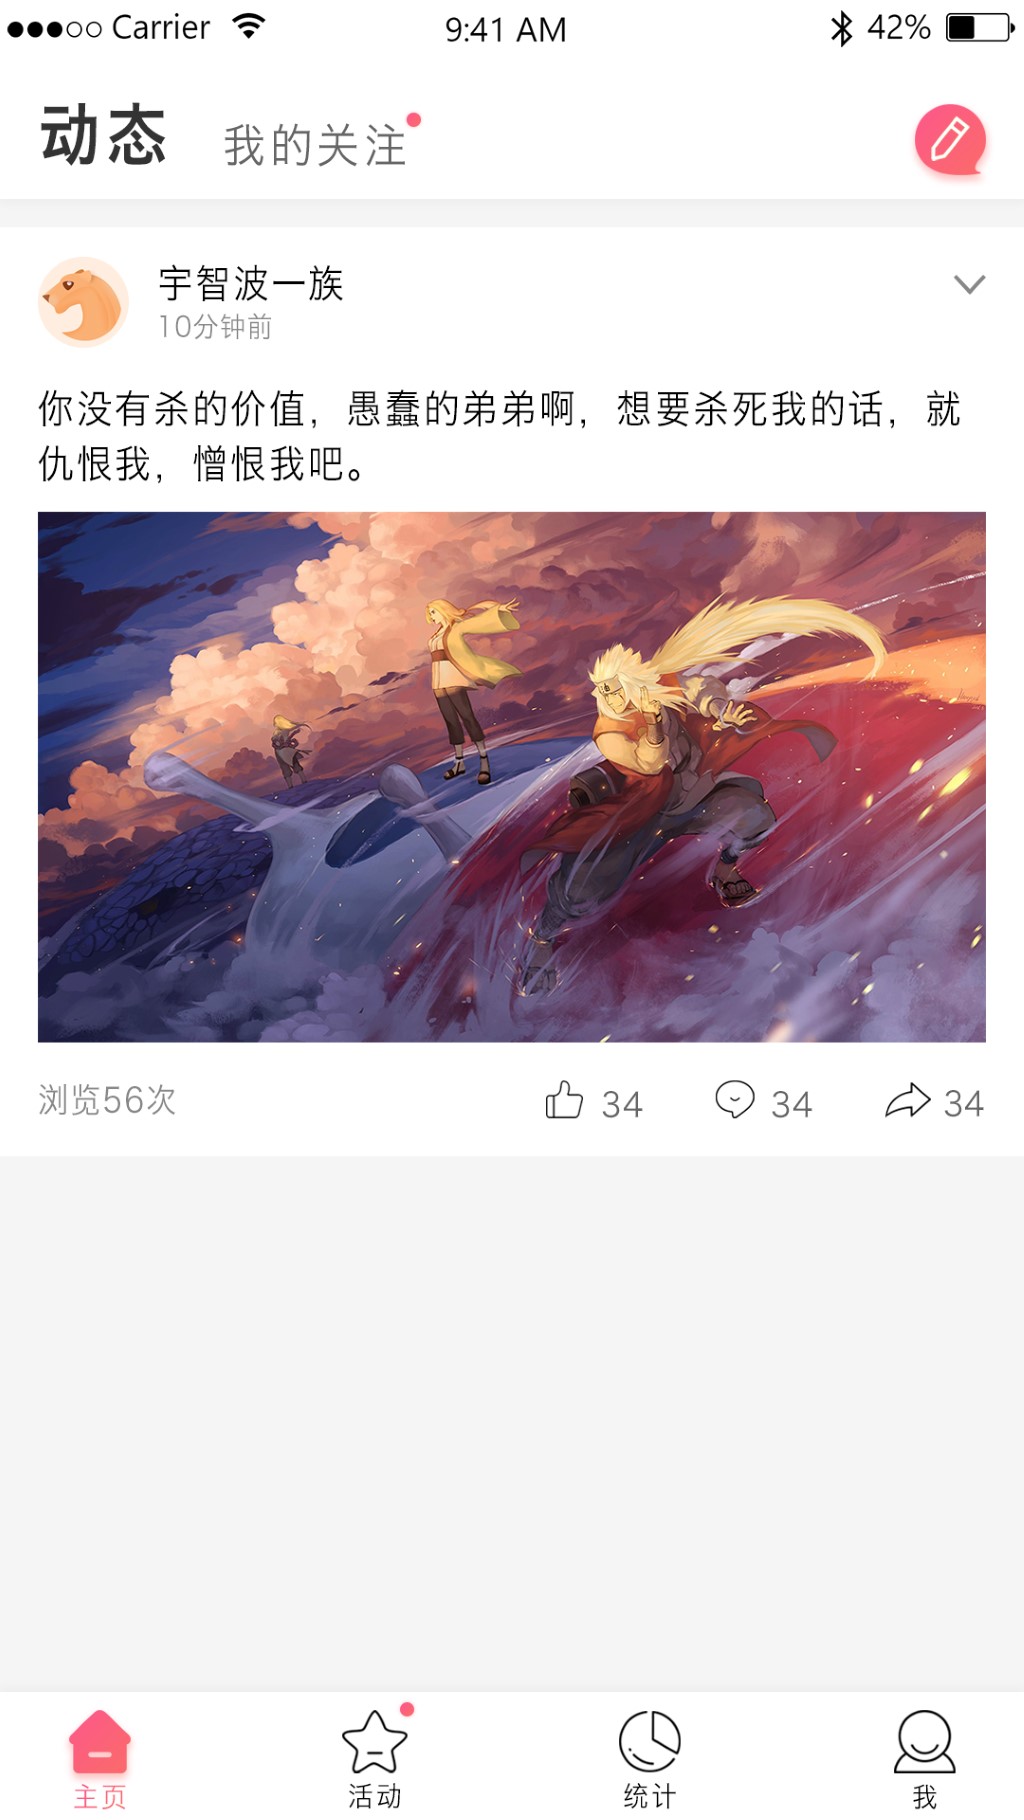 Carrier 9:41 AM 42%
动态 我的关注
宇智波一族
10分钟前
你没有杀的价值，愚蠢的弟弟啊，想要杀死我的话，就
仇恨我，憎恨我吧。
浏览56次 34 34 34
主页 活动 统计 我